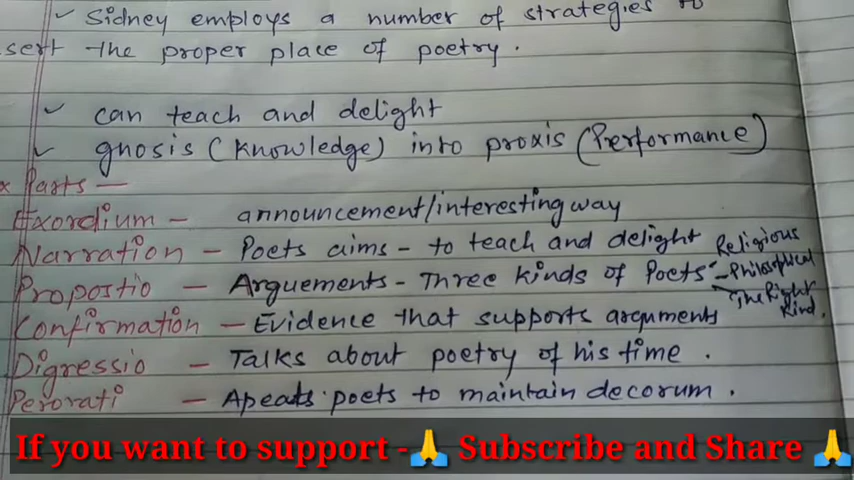 ✓ Sidney employs a number of strategies to
sert the proper place of poetry.
✓ can teach and delight
✓ gnosis (Knowledge) into proxis (Performance)
x Parts —
Exordium — announcement/interesting way
Narration — Poets aims - to teach and delight
Propostio — Arguements - Three kinds of Poets - Religious
- Philosphical
The Right Kind.
Confirmation — Evidence that supports arguments
Digressio — Talks about poetry of his time.
Perorati — Apeals poets to maintain decorum.
If you want to support -🙏 Subscribe and Share 🙏